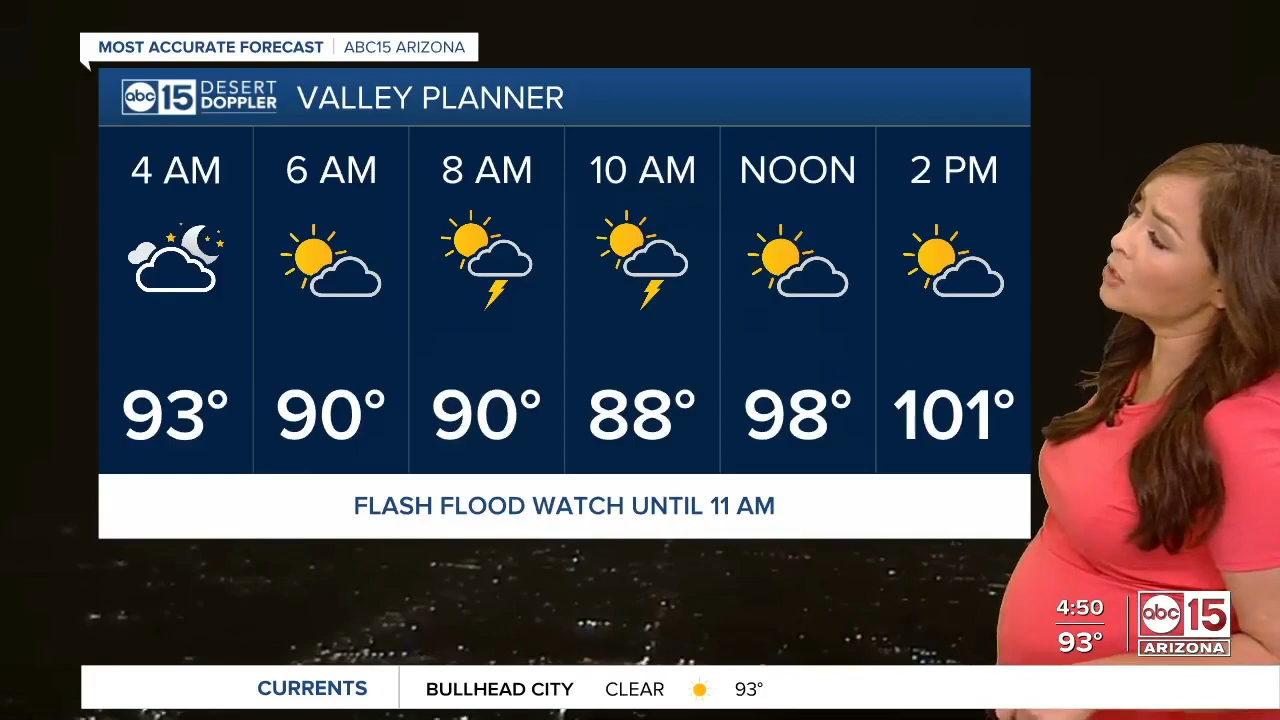 MOST ACCURATE FORECAST | ABC15 ARIZONA
abc 15 DESERT DOPPLER VALLEY PLANNER
4 AM 6 AM 8 AM 10 AM NOON 2 PM
93° 90° 90° 88° 98° 101°
FLASH FLOOD WATCH UNTIL 11 AM
4:50
93°
abc 15
ARIZONA
CURRENTS BULLHEAD CITY CLEAR 93°